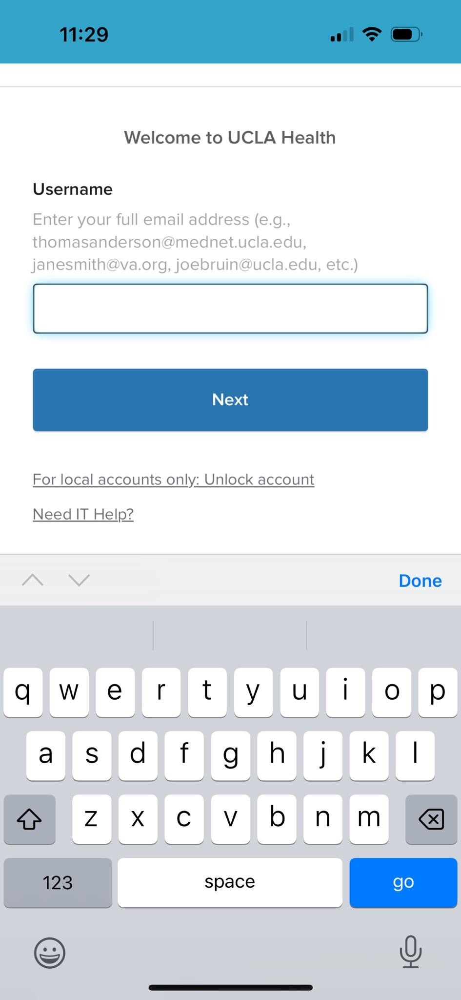 11:29
Welcome to UCLA Health
Username
Enter your full email address (e.g.,
thomasanderson@mednet.ucla.edu,
janesmith@va.org, joebruin@ucla.edu, etc.)
Next
For local accounts only: Unlock account
Need IT Help?
Done
q w e r t y u i o p
a s d f g h j k l
z x c v b n m
123 space go